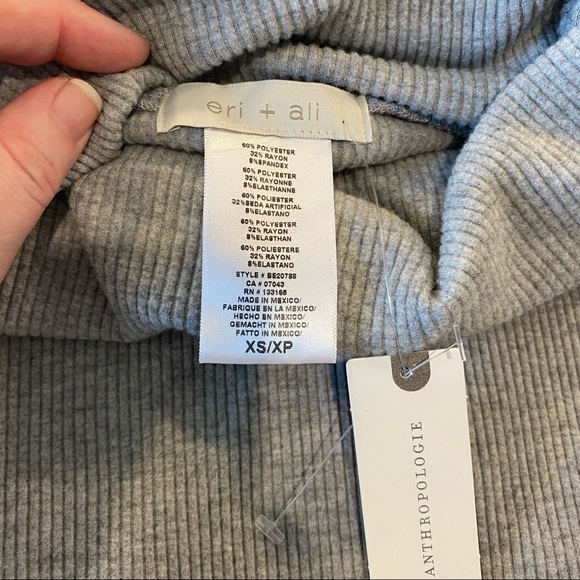 eri + ali
60% POLYESTER
32% RAYON
8% SPANDEX
60% POLYESTER
32% RAYONNE
8% ELASTHANNE
60% POLIESTER
32% SEDA ARTIFICIAL
8% ELASTANO
60% POLYESTER
32% RAYON
8% ELASTHAN
60% POLIESTERE
32% RAYON
8% ELASTANO
STYLE # BE20788
CA # 07043
RN # 133166
MADE IN MEXICO/
FABRIQUE EN LA MEXICO/
HECHO EN MEXICO/
GEMACHT IN MEXICO/
FATTO IN MEXICO/
XS/XP
ANTHROPOLOGIE